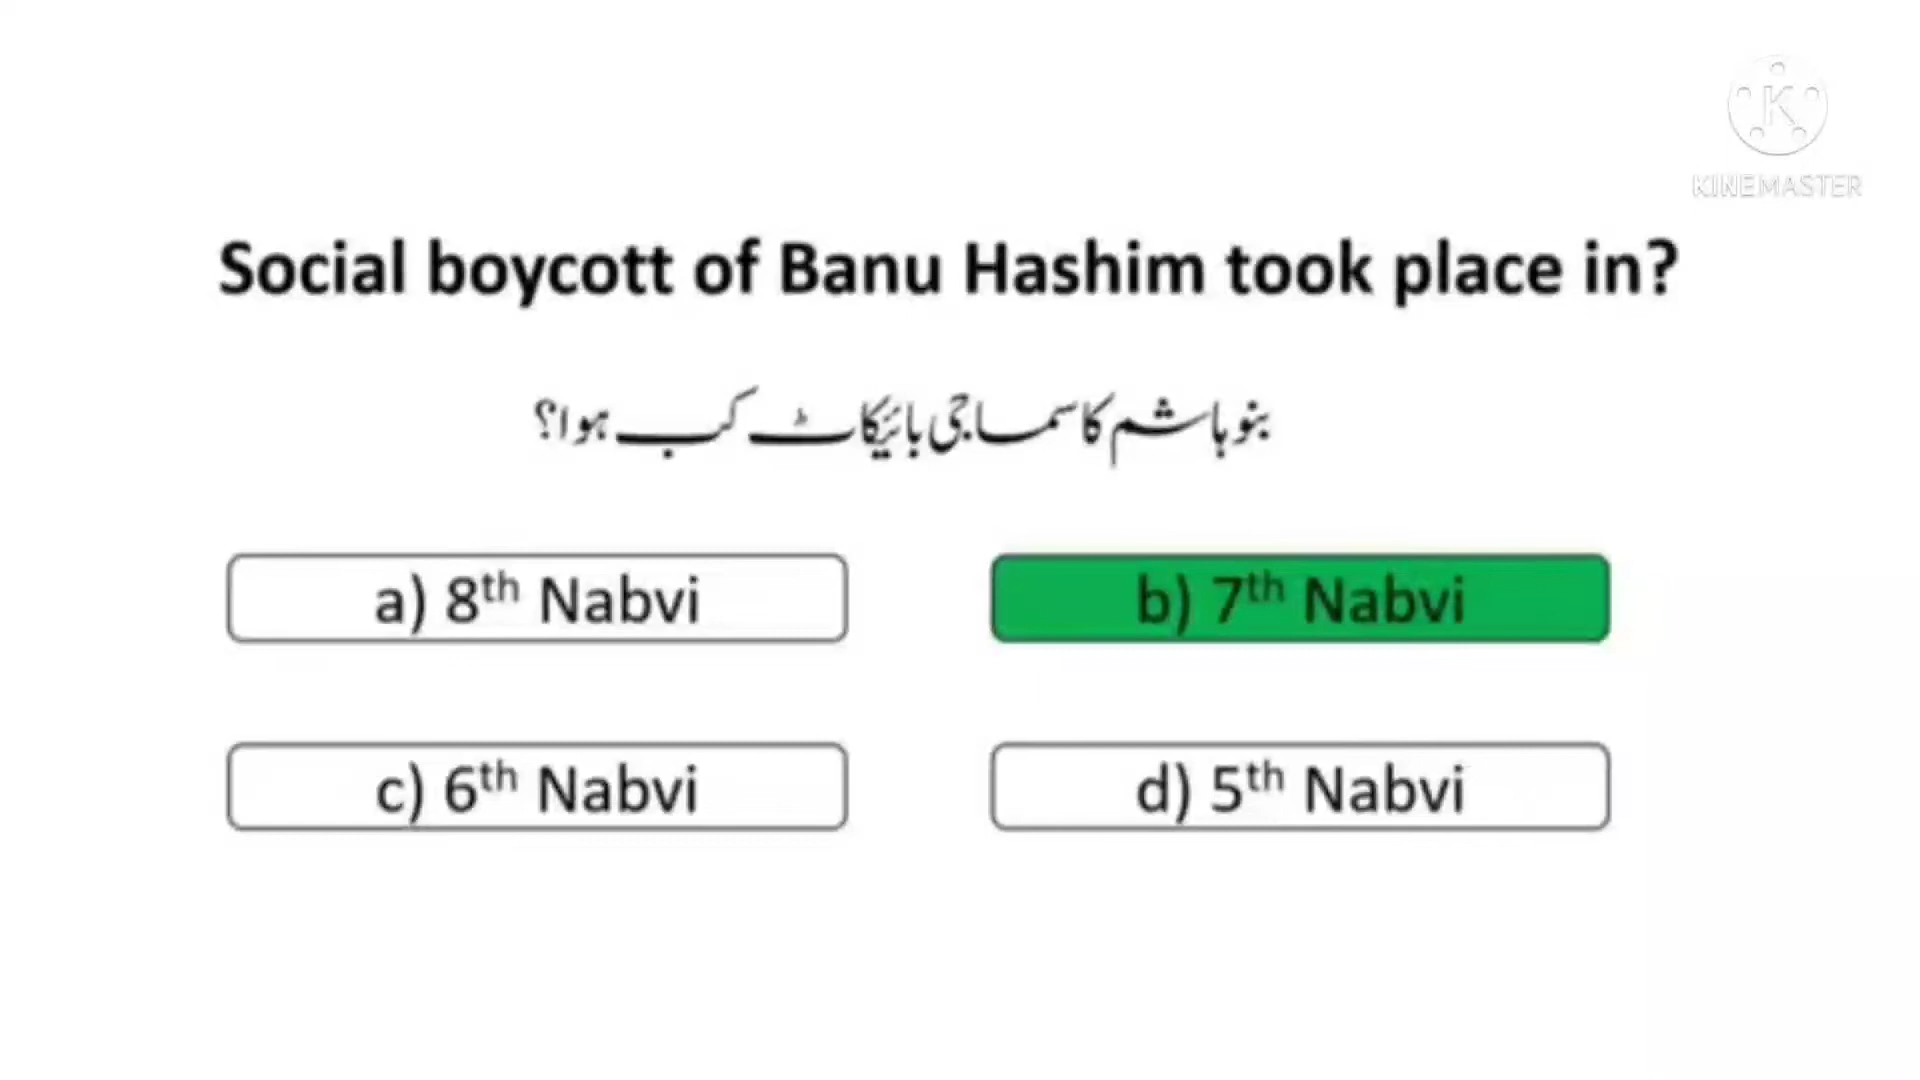 KINEMASTER
Social boycott of Banu Hashim took place in?
بنو ہاشم کا سماجی بائیکاٹ کب ہوا؟
a) 8th Nabvi
b) 7th Nabvi
c) 6th Nabvi
d) 5th Nabvi